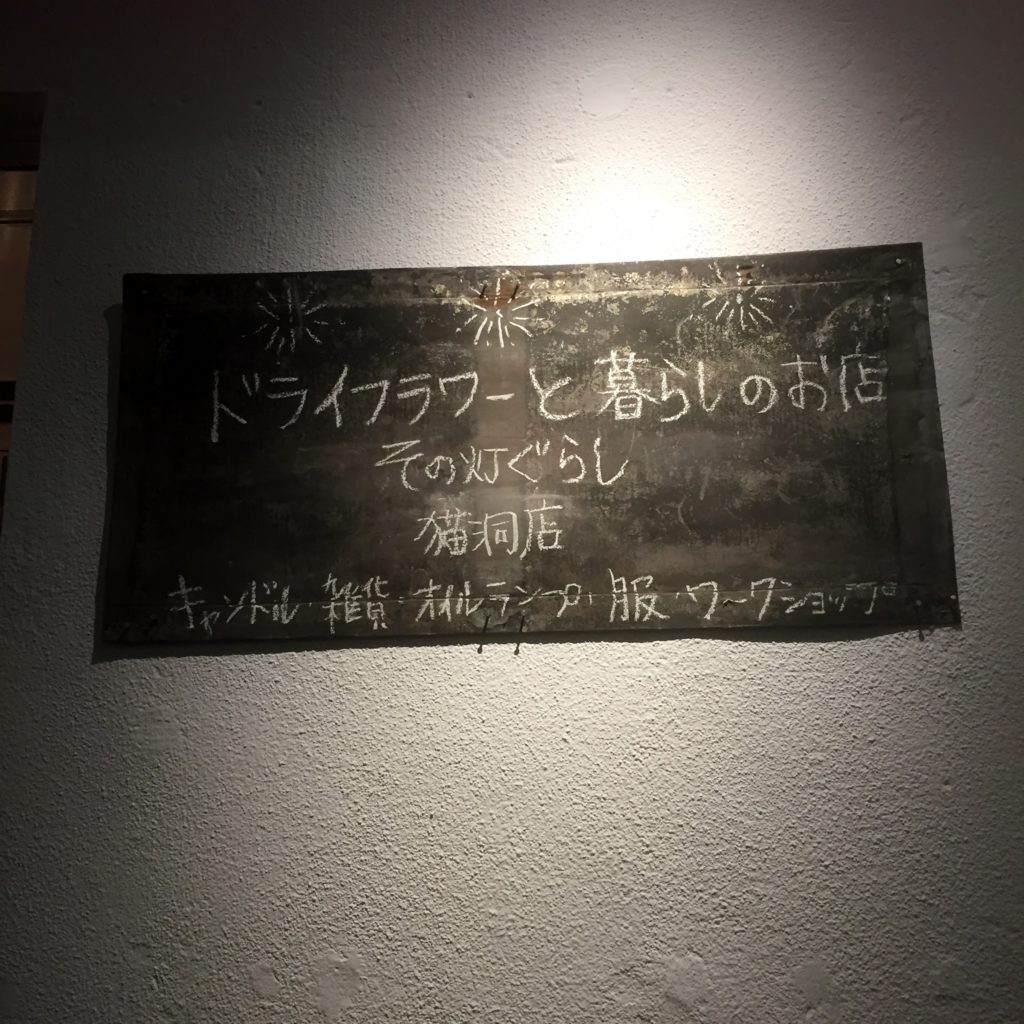 ドライフラワーと暮らしのお店
その灯ぐらし
猫洞店
キャンドル・雑貨・オイルランプ・服・ワークショップ